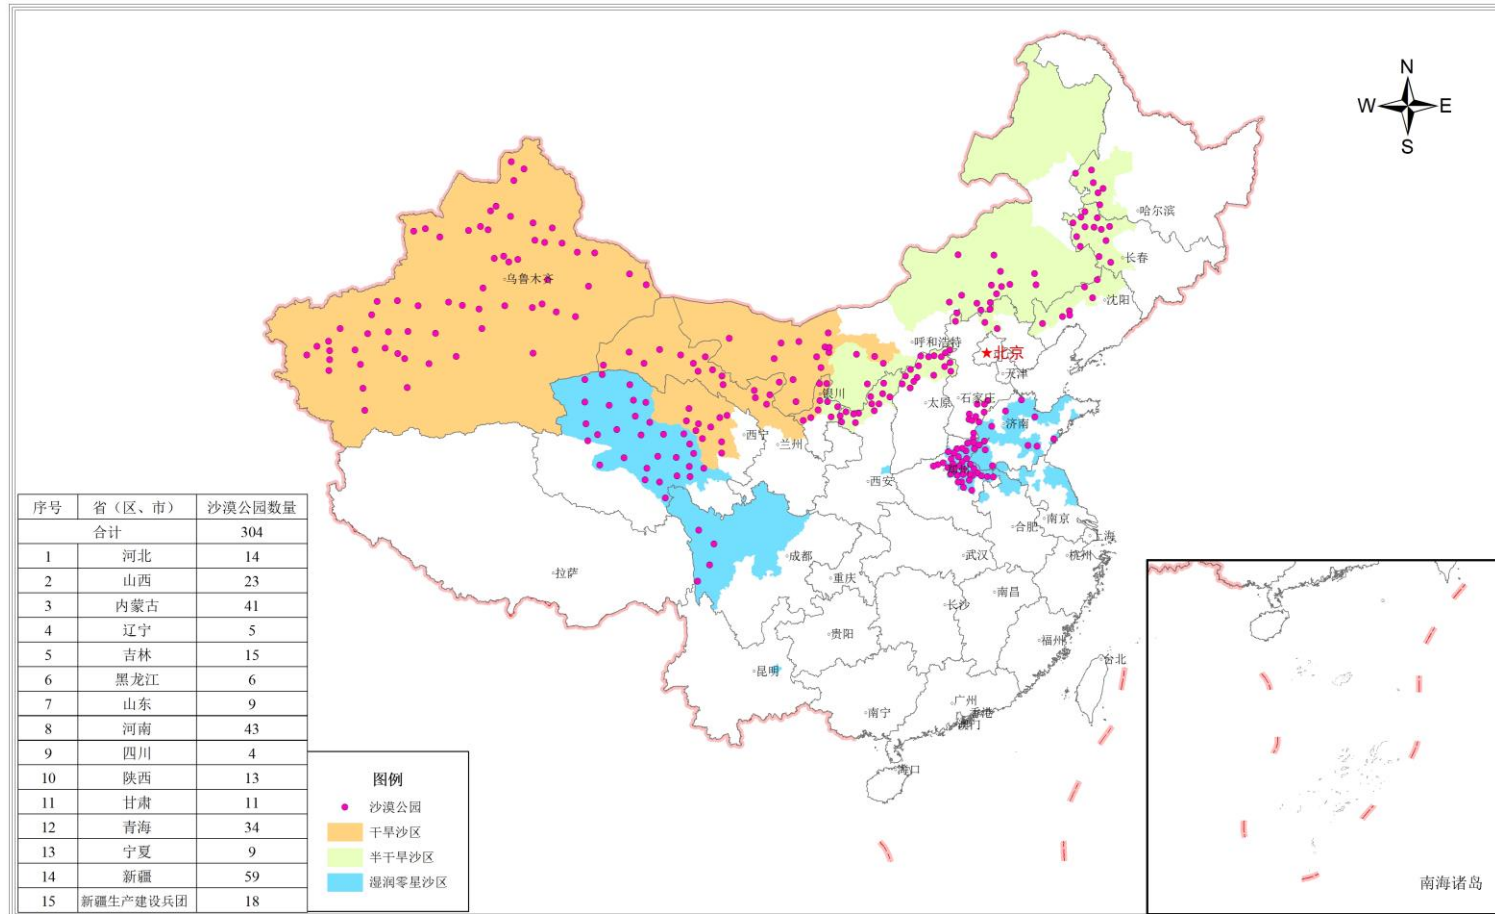 N
W E
S
哈尔滨
长春
沈阳
乌鲁木齐
呼和浩特
北京
天津
银川
太原
石家庄
济南
西宁
兰州
西安
郑州
合肥
南京
上海
成都
武汉
杭州
拉萨
重庆
南昌
长沙
贵阳
福州
台北
昆明
广州
南宁
香港
澳门
海口
序号 省（区、市） 沙漠公园数量
合计 304
1 河北 14
2 山西 23
3 内蒙古 41
4 辽宁 5
5 吉林 15
6 黑龙江 6
7 山东 9
8 河南 43
9 四川 4
10 陕西 13
11 甘肃 11
12 青海 34
13 宁夏 9
14 新疆 59
15 新疆生产建设兵团 18
图例
沙漠公园
干旱沙区
半干旱沙区
湿润零星沙区
南海诸岛